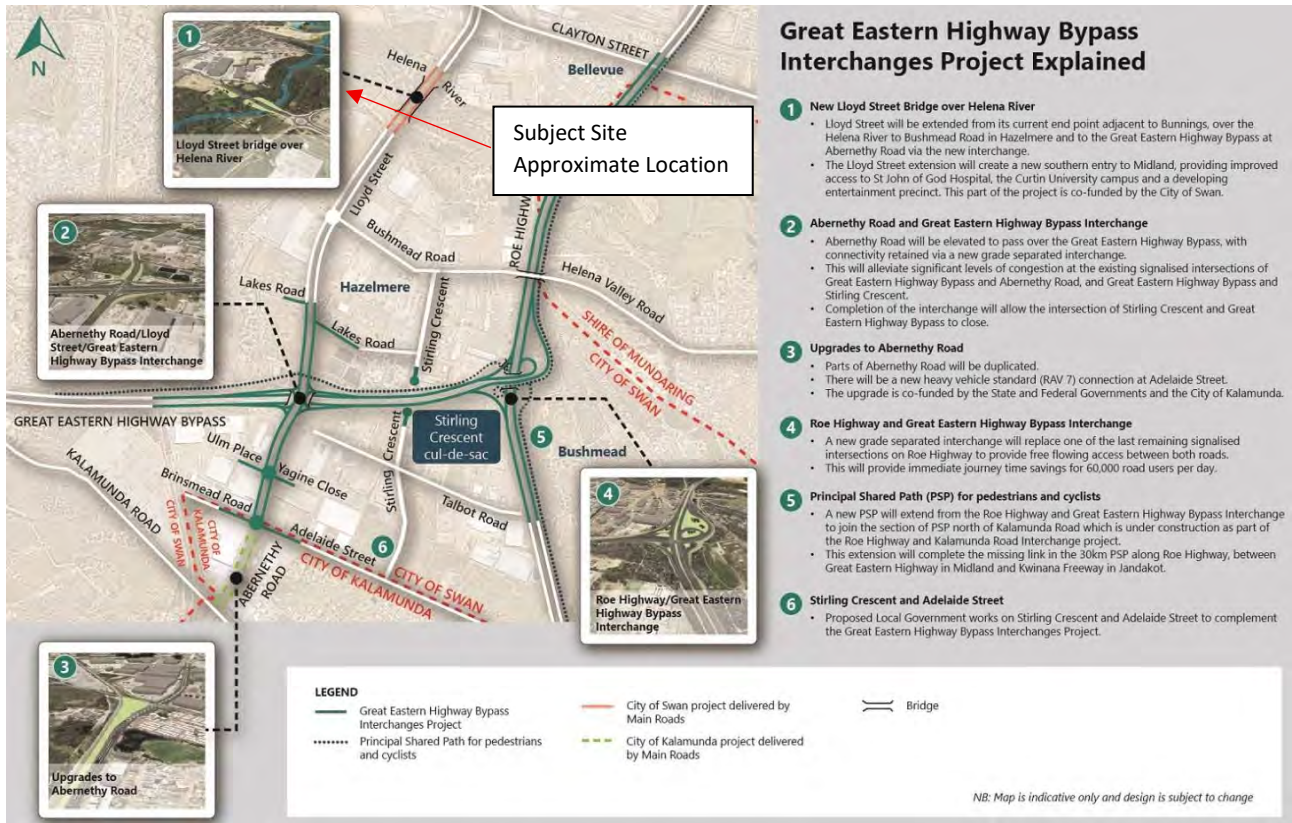 N
1
Lloyd Street bridge over
Helena River
Helena River
CLAYTON STREET
Bellevue
Subject Site
Approximate Location
Lloyd Street
ROE HIGHWAY
2
Abernethy Road/Lloyd
Street/Great Eastern
Highway Bypass Interchange
Bushmead Road
Helena Valley Road
Lakes Road
Hazelmere
Lakes Road
Stirling Crescent
SHIRE OF MUNDARING
CITY OF SWAN
GREAT EASTERN HIGHWAY BYPASS
Stirling
Crescent
cul-de-sac
5
Bushmead
Ulm Place
Yagine Close
Stirling Crescent
KALAMUNDA ROAD
Brinsmead Road
Talbot Road
CITY OF SWAN
CITY OF KALAMUNDA
Adelaide Street
6
CITY OF SWAN
CITY OF KALAMUNDA
ABERNETHY ROAD
4
Roe Highway/Great Eastern
Highway Bypass
Interchange
3
Upgrades to
Abernethy Road
Great Eastern Highway Bypass
Interchanges Project Explained
1 New Lloyd Street Bridge over Helena River
• Lloyd Street will be extended from its current end point adjacent to Bunnings, over the
Helena River to Bushmead Road in Hazelmere and to the Great Eastern Highway Bypass at
Abernethy Road via the new interchange.
• The Lloyd Street extension will create a new southern entry to Midland, providing improved
access to St John of God Hospital, the Curtin University campus and a developing
entertainment precinct. This part of the project is co-funded by the City of Swan.
2 Abernethy Road and Great Eastern Highway Bypass Interchange
• Abernethy Road will be elevated to pass over the Great Eastern Highway Bypass, with
connectivity retained via a new grade separated interchange.
• This will alleviate significant levels of congestion at the existing signalised intersections of
Great Eastern Highway Bypass and Abernethy Road, and Great Eastern Highway Bypass and
Stirling Crescent.
• Completion of the interchange will allow the intersection of Stirling Crescent and Great
Eastern Highway Bypass to close.
3 Upgrades to Abernethy Road
• Parts of Abernethy Road will be duplicated.
• There will be a new heavy vehicle standard (RAV 7) connection at Adelaide Street.
• The upgrade is co-funded by the State and Federal Governments and the City of Kalamunda.
4 Roe Highway and Great Eastern Highway Bypass Interchange
• A new grade separated interchange will replace one of the last remaining signalised
intersections on Roe Highway to provide free flowing access between both roads.
• This will provide immediate journey time savings for 60,000 road users per day.
5 Principal Shared Path (PSP) for pedestrians and cyclists
• A new PSP will extend from the Roe Highway and Great Eastern Highway Bypass Interchange
to join the section of PSP north of Kalamunda Road which is under construction as part of
the Roe Highway and Kalamunda Road Interchange project.
• This extension will complete the missing link in the 30km PSP along Roe Highway, between
Great Eastern Highway in Midland and Kwinana Freeway in Jandakot.
6 Stirling Crescent and Adelaide Street
• Proposed Local Government works on Stirling Crescent and Adelaide Street to complement
the Great Eastern Highway Bypass Interchanges Project.
LEGEND
Great Eastern Highway Bypass
Interchanges Project
Principal Shared Path for pedestrians
and cyclists
City of Swan project delivered by
Main Roads
City of Kalamunda project delivered
by Main Roads
Bridge
NB: Map is indicative only and design is subject to change